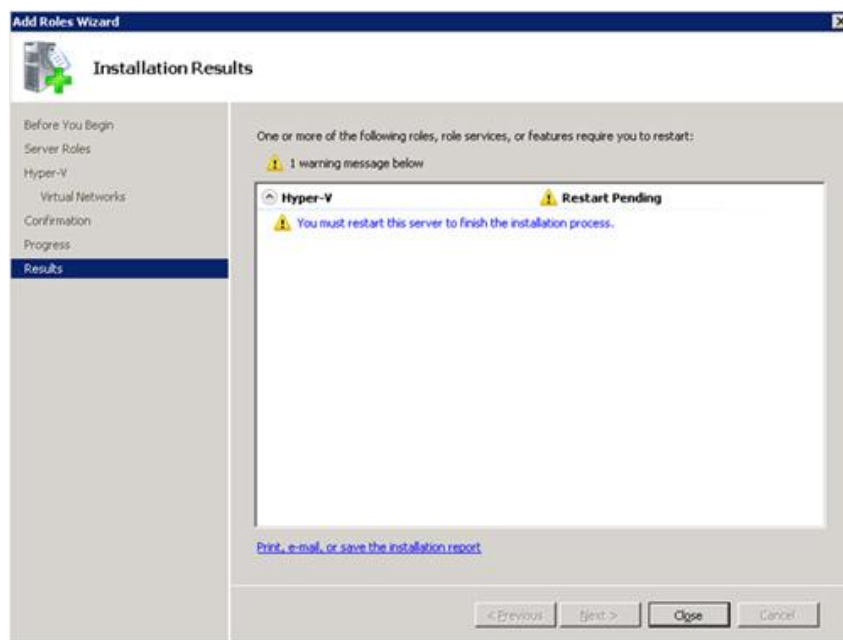 Add Roles Wizard
Installation Results
Before You Begin
Server Roles
Hyper-V
Virtual Networks
Confirmation
Progress
Results
One or more of the following roles, role services, or features require you to restart:
1 warning message below
Hyper-V Restart Pending
You must restart this server to finish the installation process.
Print, e-mail, or save the installation report
< Previous Next > Close Cancel